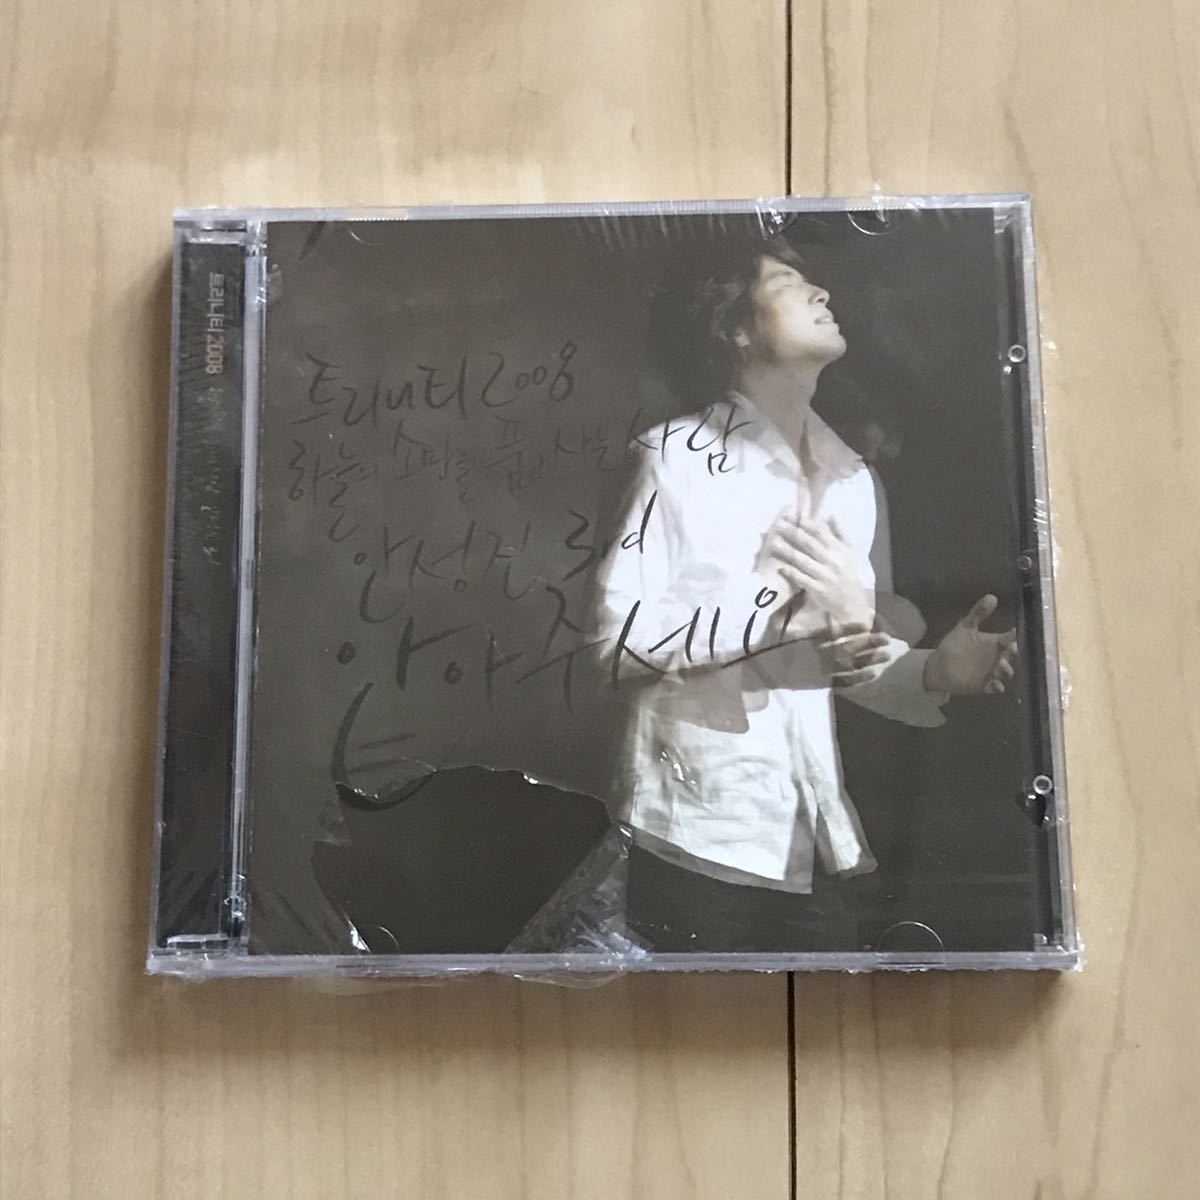 트리니티 2008
하늘의 소망을 품고 사는 사람
안성진 3rd
안아주세요
트리니티 2008